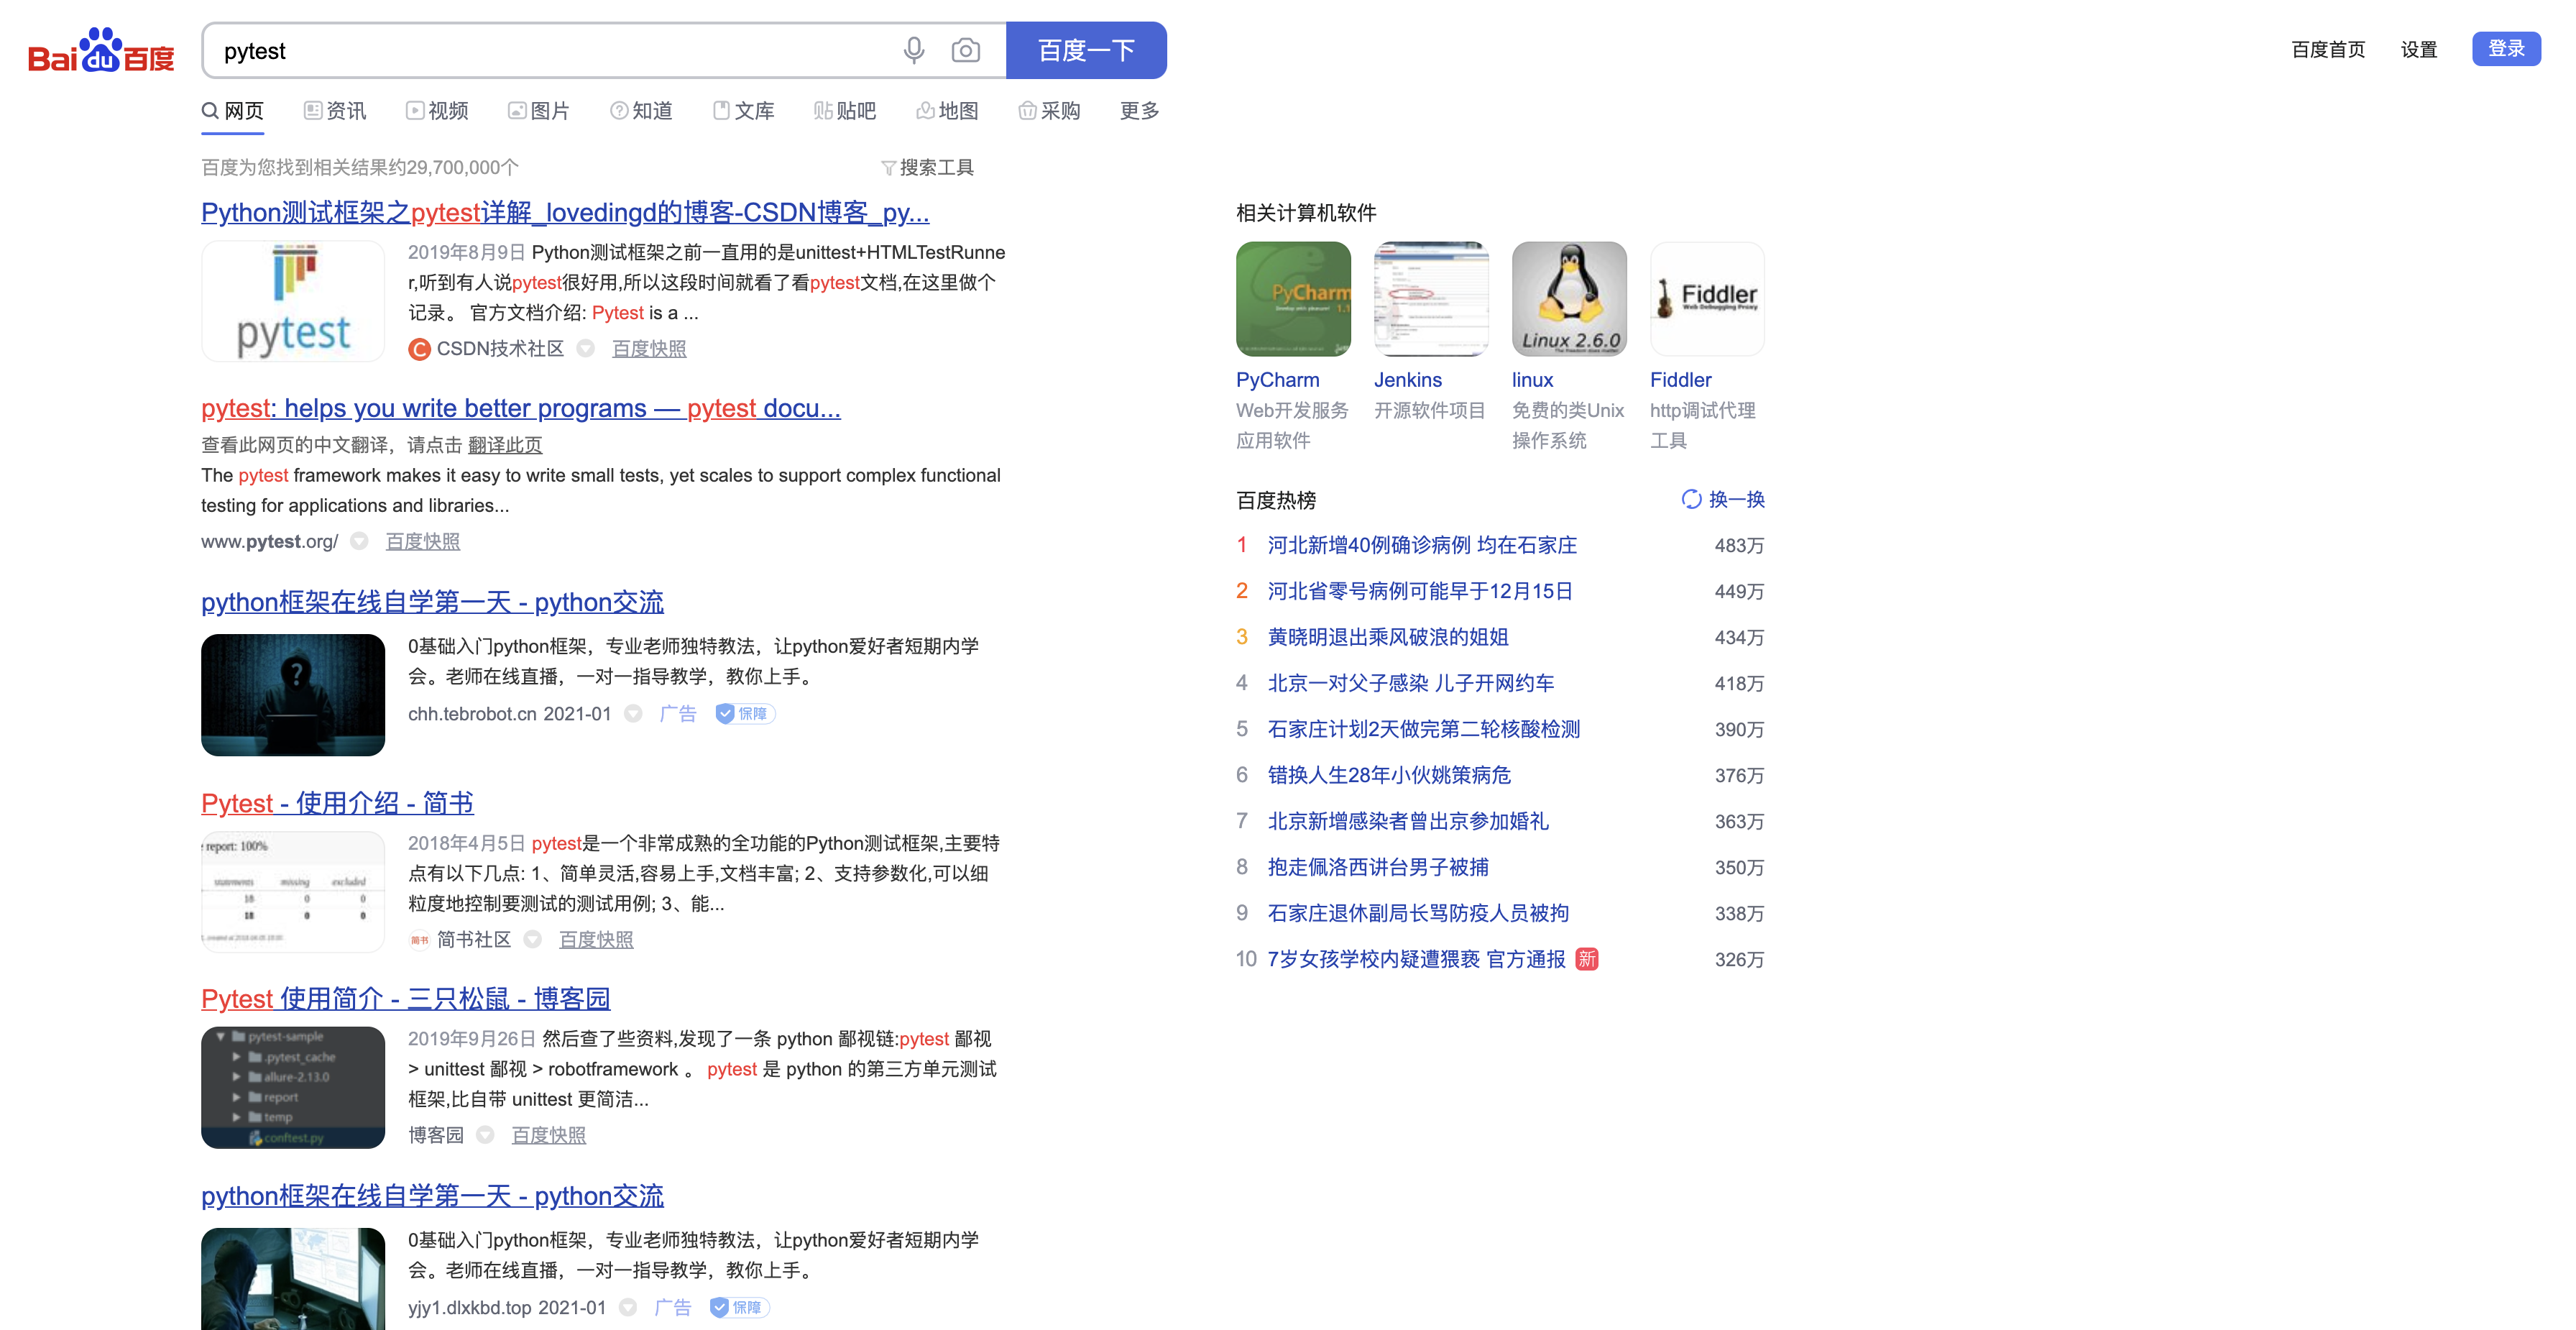 Bai du 百度
pytest
百度一下
百度首页 设置 登录
网页 资讯 视频 图片 知道 文库 贴吧 地图 采购 更多
百度为您找到相关结果约29,700,000个
搜索工具
Python测试框架之pytest详解_lovedingd的博客-CSDN博客_py...
pytest
2019年8月9日 Python测试框架之前一直用的是unittest+HTMLTestRunne
r,听到有人说pytest很好用,所以这段时间就看了看pytest文档,在这里做个
记录。 官方文档介绍: Pytest is a ...
CSDN技术社区 百度快照
pytest: helps you write better programs — pytest docu...
查看此网页的中文翻译，请点击 翻译此页
The pytest framework makes it easy to write small tests, yet scales to support complex functional
testing for applications and libraries...
www.pytest.org/ 百度快照
python框架在线自学第一天 - python交流
?
0基础入门python框架，专业老师独特教法，让python爱好者短期内学
会。老师在线直播，一对一指导教学，教你上手。
chh.tebrobot.cn 2021-01 广告 保障
Pytest - 使用介绍 - 简书
report: 100%
statements missing excluded
18 0 0
18 0 0
2018年4月5日 pytest是一个非常成熟的全功能的Python测试框架,主要特
点有以下几点: 1、简单灵活,容易上手,文档丰富; 2、支持参数化,可以细
粒度地控制要测试的测试用例; 3、能...
简书 简书社区 百度快照
Pytest 使用简介 - 三只松鼠 - 博客园
pytest-sample
.pytest_cache
allure-2.13.0
report
temp
conftest.py
2019年9月26日 然后查了些资料,发现了一条 python 鄙视链:pytest 鄙视
> unittest 鄙视 > robotframework 。 pytest 是 python 的第三方单元测试
框架,比自带 unittest 更简洁...
博客园 百度快照
python框架在线自学第一天 - python交流
0基础入门python框架，专业老师独特教法，让python爱好者短期内学
会。老师在线直播，一对一指导教学，教你上手。
yjy1.dlxkbd.top 2021-01 广告 保障
相关计算机软件
PyCharm
Linux 2.6.0
Fiddler
Web Debugging Proxy
PyCharm Jenkins linux Fiddler
Web开发服务 开源软件项目 免费的类Unix http调试代理
应用软件 操作系统 工具
百度热榜 换一换
1 河北新增40例确诊病例 均在石家庄 483万
2 河北省零号病例可能早于12月15日 449万
3 黄晓明退出乘风破浪的姐姐 434万
4 北京一对父子感染 儿子开网约车 418万
5 石家庄计划2天做完第二轮核酸检测 390万
6 错换人生28年小伙姚策病危 376万
7 北京新增感染者曾出京参加婚礼 363万
8 抱走佩洛西讲台男子被捕 350万
9 石家庄退休副局长骂防疫人员被拘 338万
10 7岁女孩学校内疑遭猥亵 官方通报 新 326万